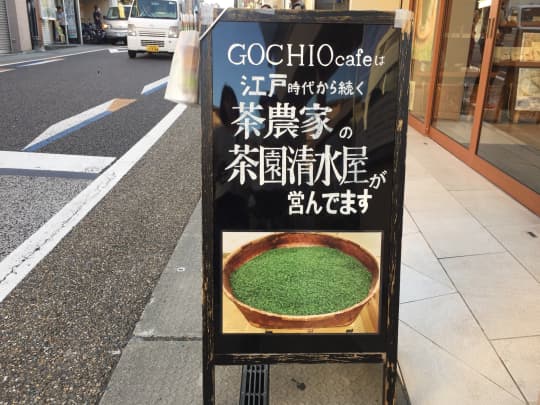 GOCHIO cafeは
江戸時代から続く
茶農家の
茶園清水屋が
営んでます